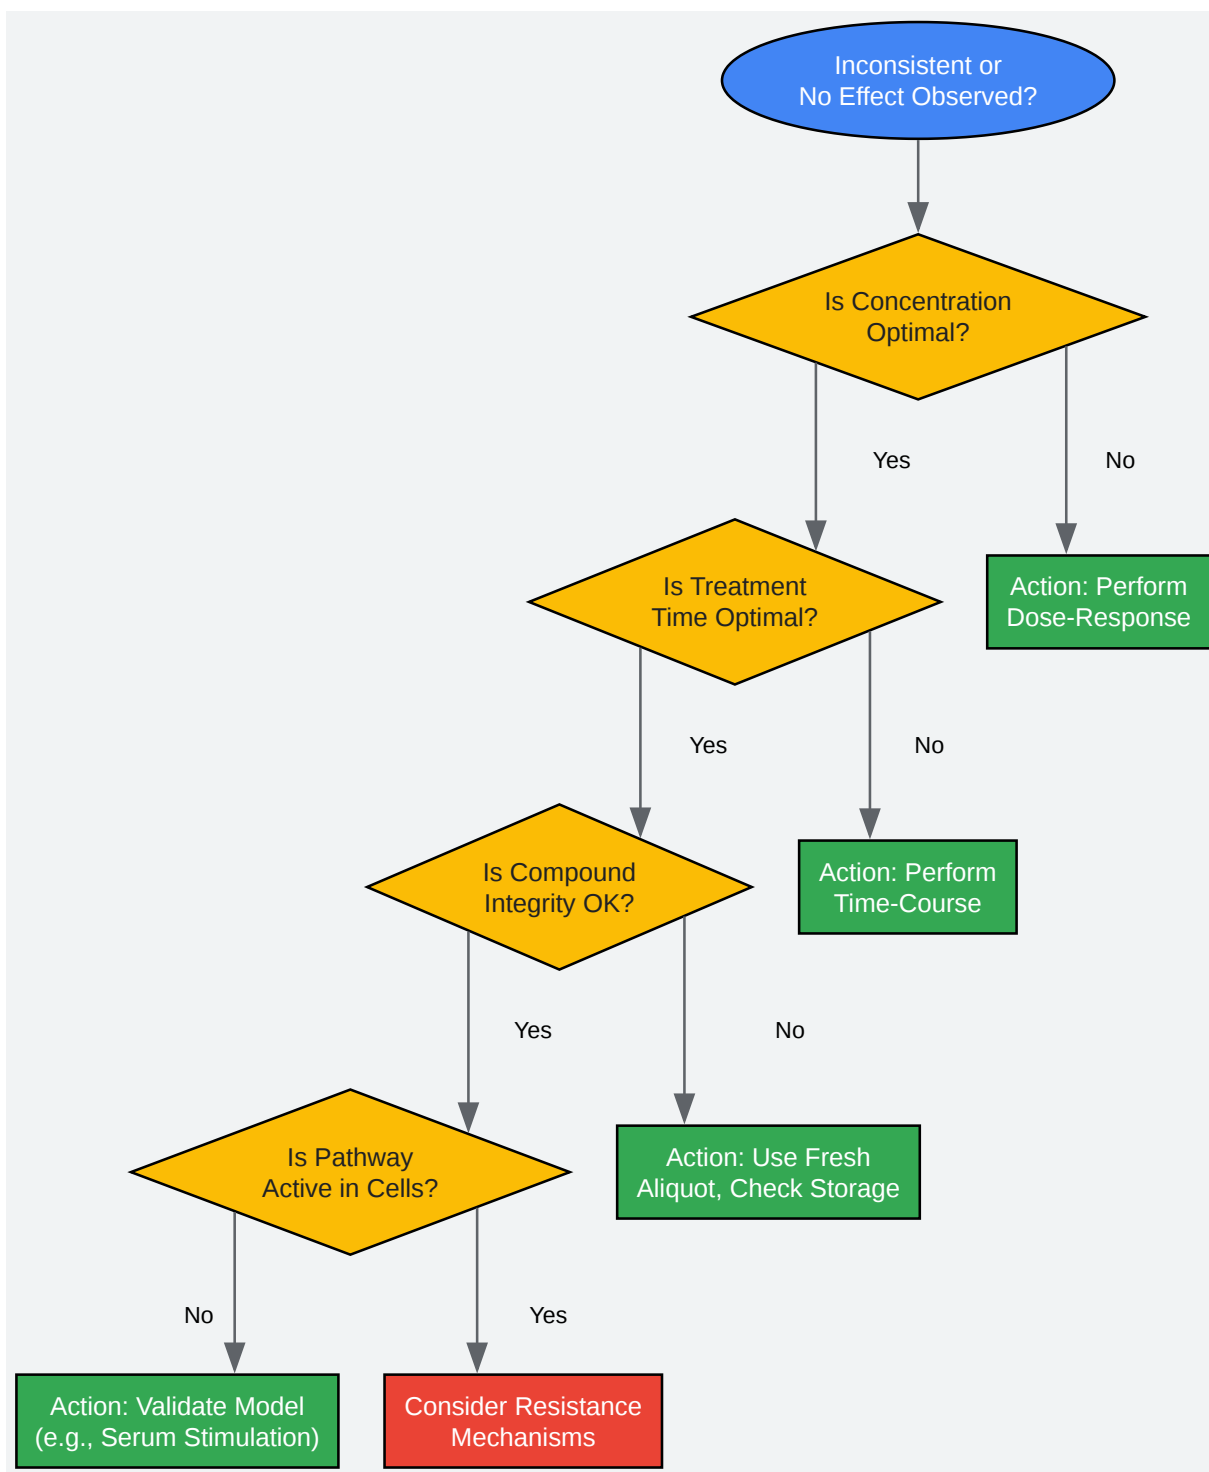 Inconsistent or
No Effect Observed?
Is Concentration
Optimal?
Yes
No
Is Treatment
Time Optimal?
Action: Perform
Dose-Response
Yes
No
Is Compound
Integrity OK?
Action: Perform
Time-Course
Yes
No
Is Pathway
Active in Cells?
Action: Use Fresh
Aliquot, Check Storage
No
Yes
Action: Validate Model
(e.g., Serum Stimulation)
Consider Resistance
Mechanisms